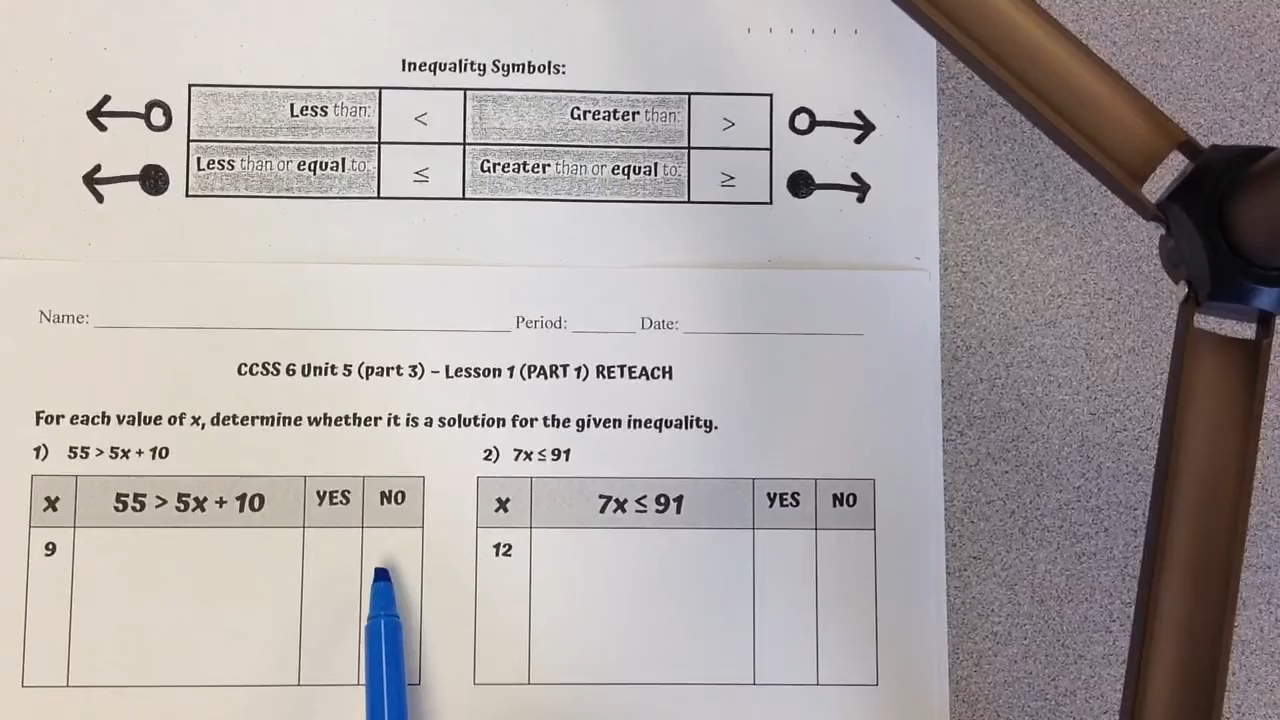 Inequality Symbols:
Less than: < Greater than: >
Less than or equal to: ≤ Greater than or equal to: ≥
Name: Period: Date:
CCSS 6 Unit 5 (part 3) – Lesson 1 (PART 1) RETEACH
For each value of x, determine whether it is a solution for the given inequality.
1) 55 > 5x + 10 2) 7x ≤ 91
x 55 > 5x + 10 YES NO x 7x ≤ 91 YES NO
9 12